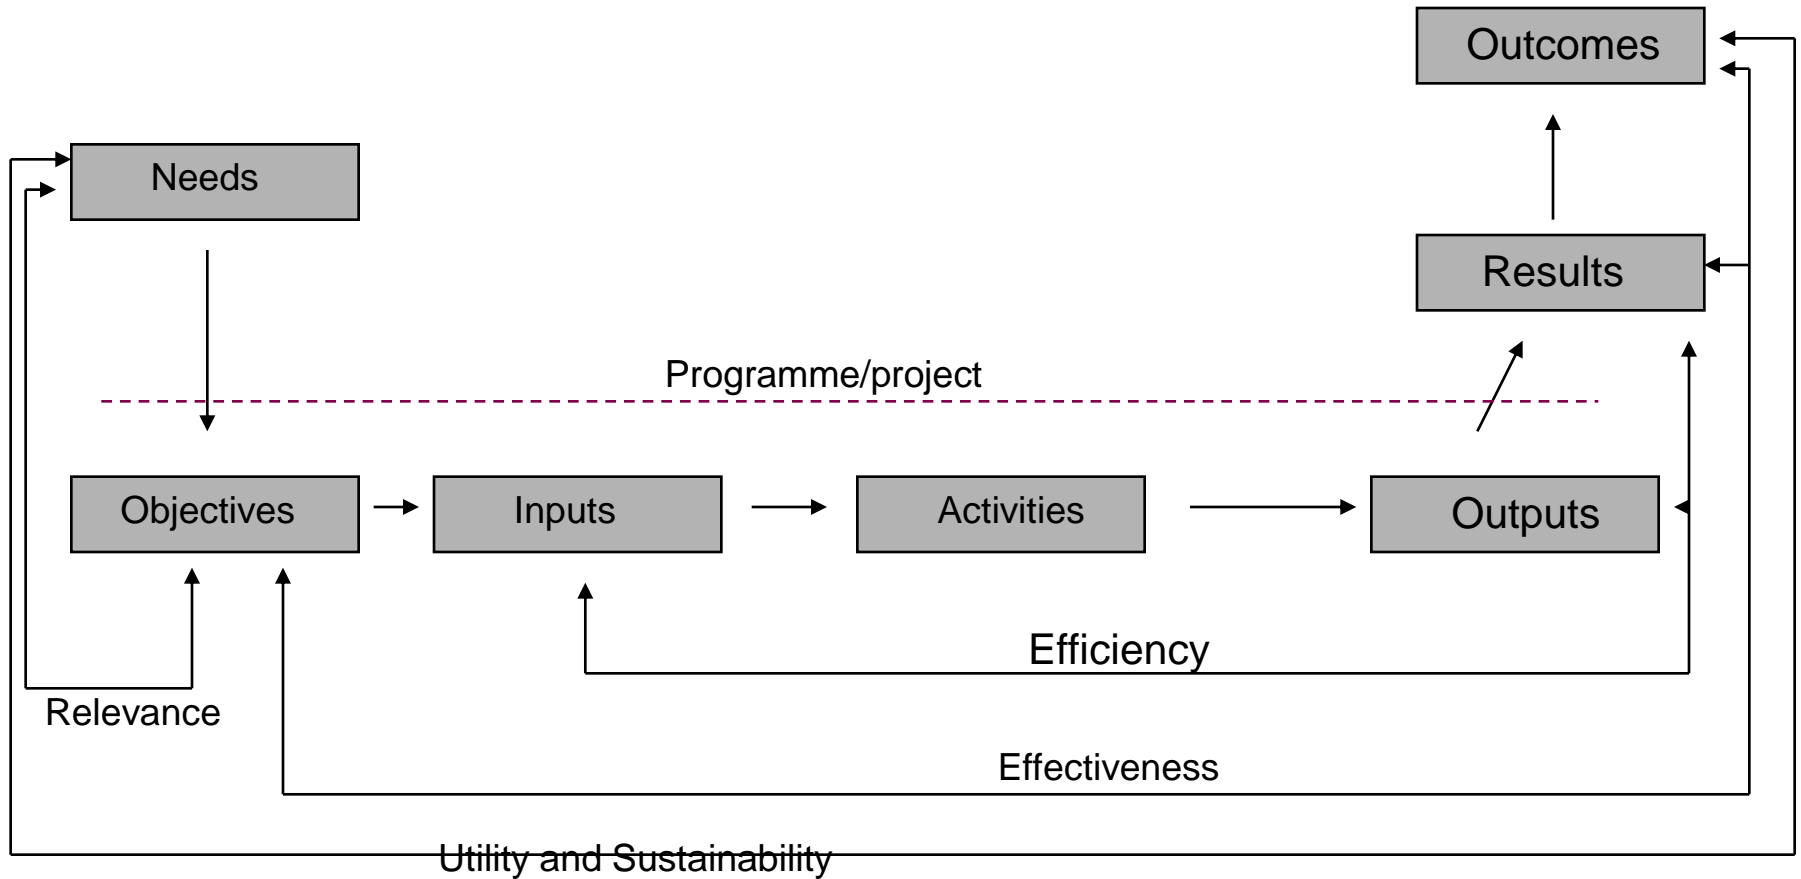 Outcomes
Needs
Results
Programme/project
Objectives
Inputs
Activities
Outputs
Efficiency
Relevance
Effectiveness
Utility and Sustainability